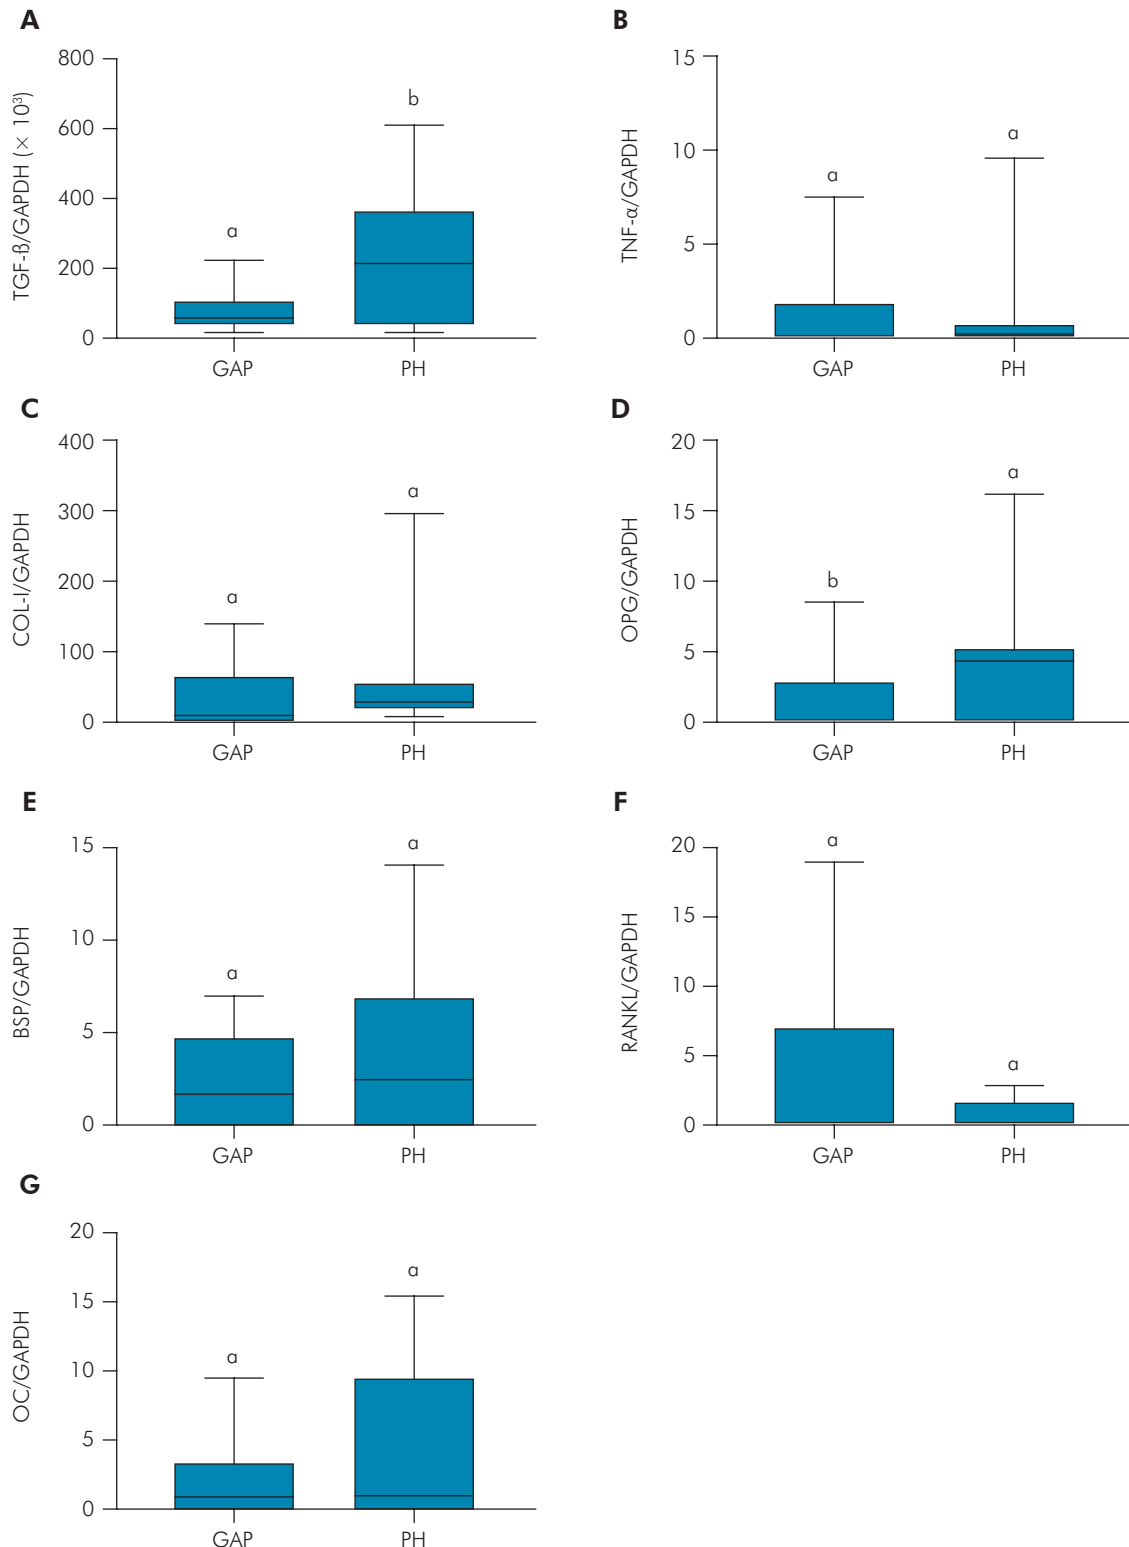 A
TGF-ß/GAPDH (× 10³)
800
600
400
200
0
a
b
GAP
PH
B
TNF-α/GAPDH
15
10
5
0
a
a
GAP
PH
C
COL-I/GAPDH
400
300
200
100
0
a
a
GAP
PH
D
OPG/GAPDH
20
15
10
5
0
b
a
GAP
PH
E
BSP/GAPDH
15
10
5
0
a
a
GAP
PH
F
RANKL/GAPDH
20
15
10
5
0
a
a
GAP
PH
G
OC/GAPDH
20
15
10
5
0
a
a
GAP
PH